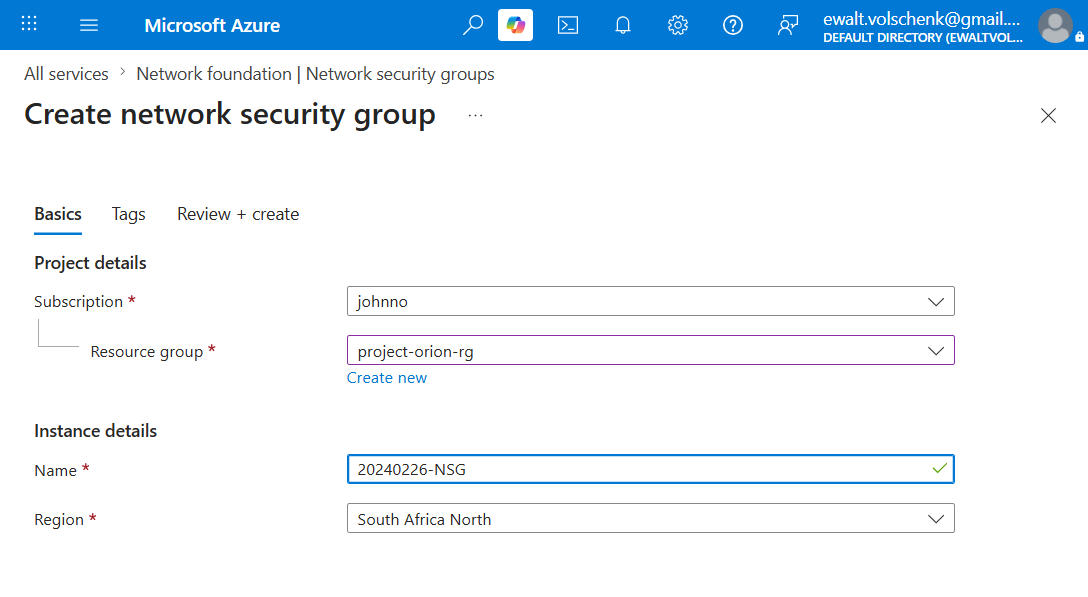 Microsoft Azure
ewalt.volschenk@gmail....
DEFAULT DIRECTORY (EWALTVOL...
All services > Network foundation | Network security groups
Create network security group ...
Basics Tags Review + create
Project details
Subscription * johnno
Resource group * project-orion-rg
Create new
Instance details
Name * 20240226-NSG
Region * South Africa North